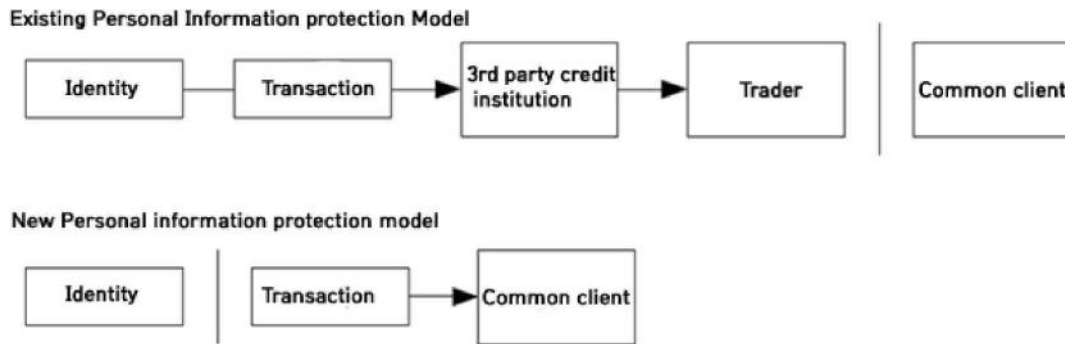 Existing Personal Information protection Model
Identity
Transaction
3rd party credit
institution
Trader
Common client
New Personal information protection model
Identity
Transaction
Common client